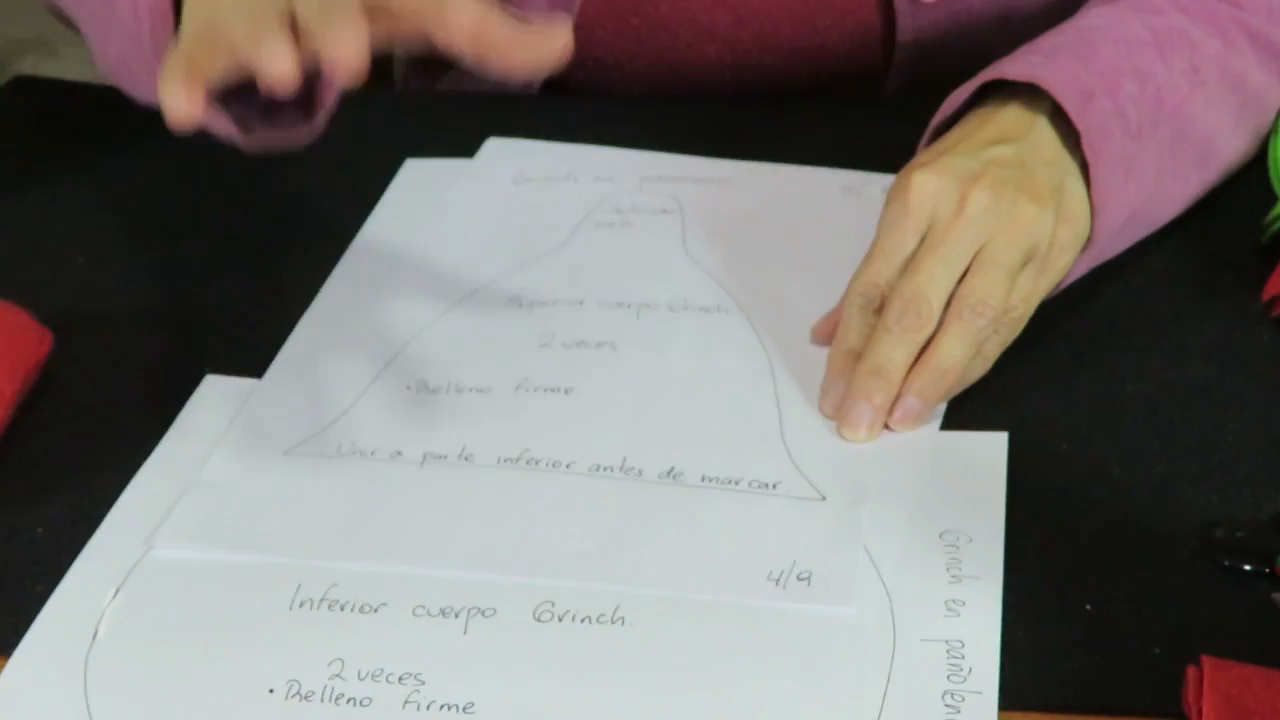 Superior cuerpo Grinch
2 veces
• Relleno firme
Unir a parte inferior antes de marcar.
4/9
Inferior cuerpo Grinch.
2 veces
• Relleno firme
Grinch en pañolen